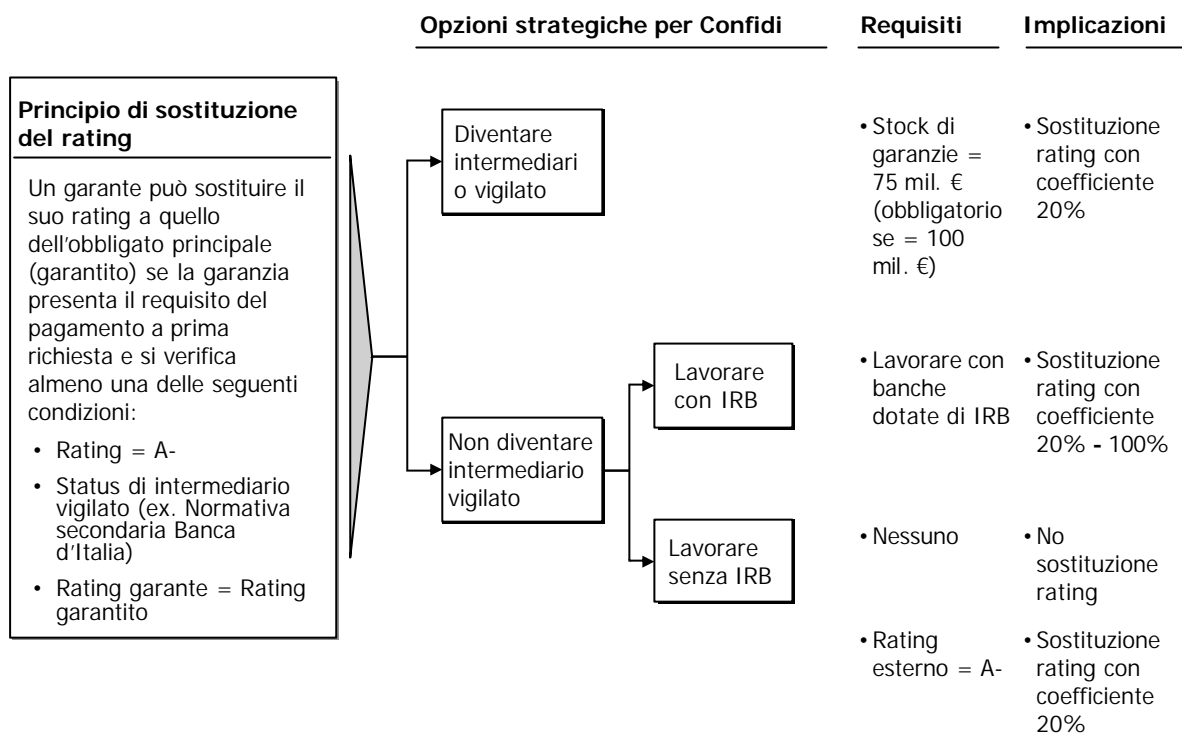 Opzioni strategiche per Confidi
Requisiti
Implicazioni
Principio di sostituzione
del rating
Un garante può sostituire il
suo rating a quello
dell'obbligato principale
(garantito) se la garanzia
presenta il requisito del
pagamento a prima
richiesta e si verifica
almeno una delle seguenti
condizioni:
• Rating = A-
• Status di intermediario
vigilato (ex. Normativa
secondaria Banca
d'Italia)
• Rating garante = Rating
garantito
Diventare
intermediari
o vigilato
• Stock di
garanzie =
75 mil. €
(obbligatorio
se = 100
mil. €)
• Sostituzione
rating con
coefficiente
20%
Non diventare
intermediario
vigilato
Lavorare
con IRB
• Lavorare con
banche
dotate di IRB
• Sostituzione
rating con
coefficiente
20% - 100%
Lavorare
senza IRB
• Nessuno
• No
sostituzione
rating
• Rating
esterno = A-
• Sostituzione
rating con
coefficiente
20%